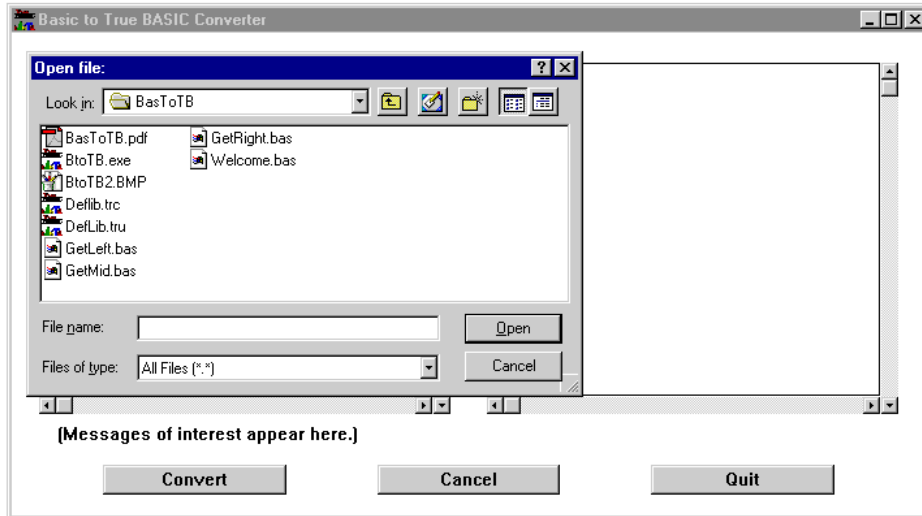 Basic to True BASIC Converter
Open file:
Look in: BasToTB
BasToTB.pdf GetRight.bas
BtoTB.exe Welcome.bas
BtoTB2.BMP
Deflib.trc
DefLib.tru
GetLeft.bas
GetMid.bas
File name: Open
Files of type: All Files (*.*) Cancel
(Messages of interest appear here.)
Convert Cancel Quit